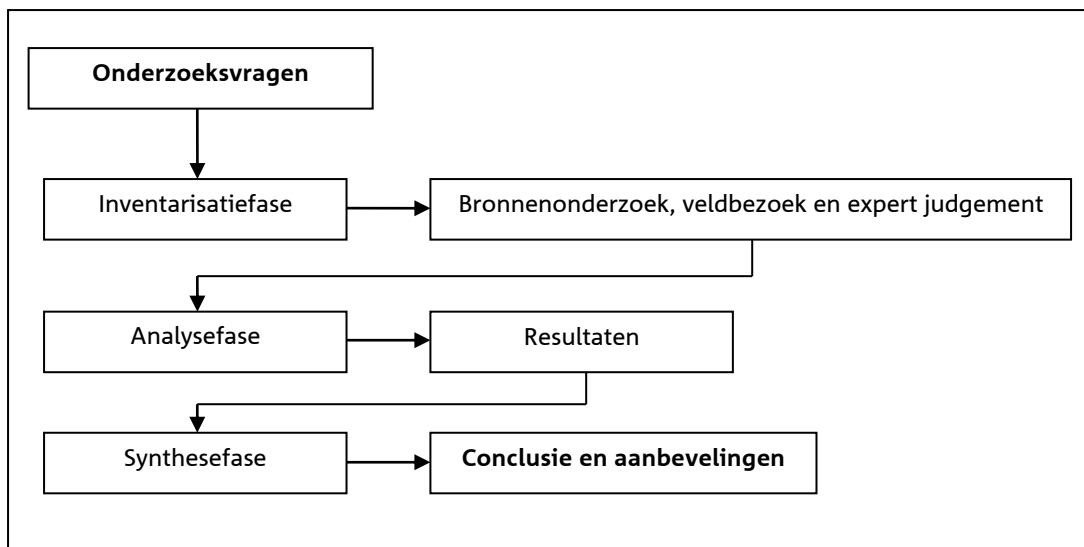 Onderzoeksvragen
Inventarisatiefase
Bronnenonderzoek, veldbezoek en expert judgement
Analysefase
Resultaten
Synthesefase
Conclusie en aanbevelingen